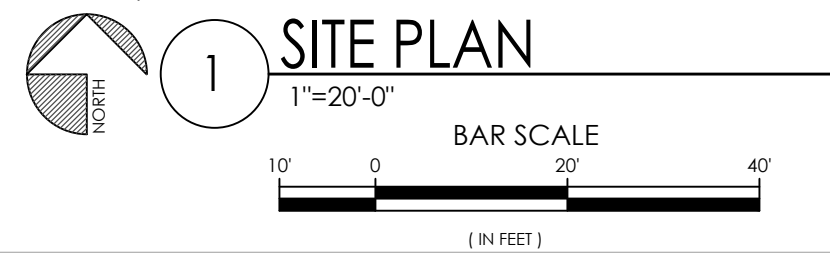 NORTH
1
SITE PLAN
1"=20'-0"
BAR SCALE
10' 0 20' 40'
( IN FEET )